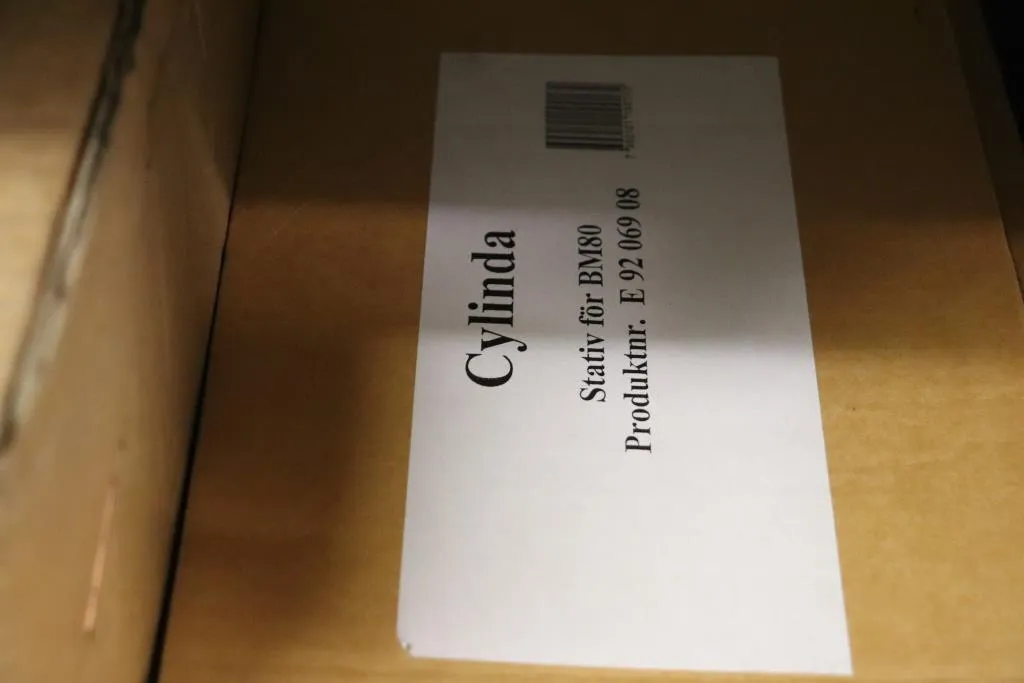 Cylinda
Stativ för BM80
Produktnr. E 92 069 08